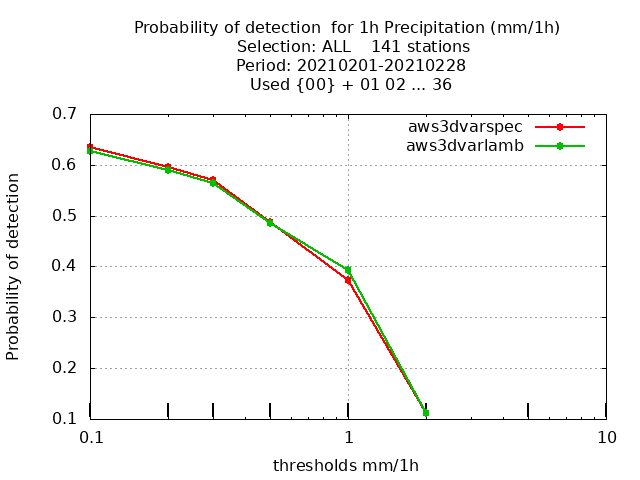 Probability of detection  for 1h Precipitation (mm/1h)
Selection: ALL    141 stations
Period: 20210201-20210228
Used {00} + 01 02 ... 36
aws3dvarspec
aws3dvarlamb
0.7
0.6
0.5
0.4
0.3
0.2
0.1
Probability of detection
0.1 1 10
thresholds mm/1h